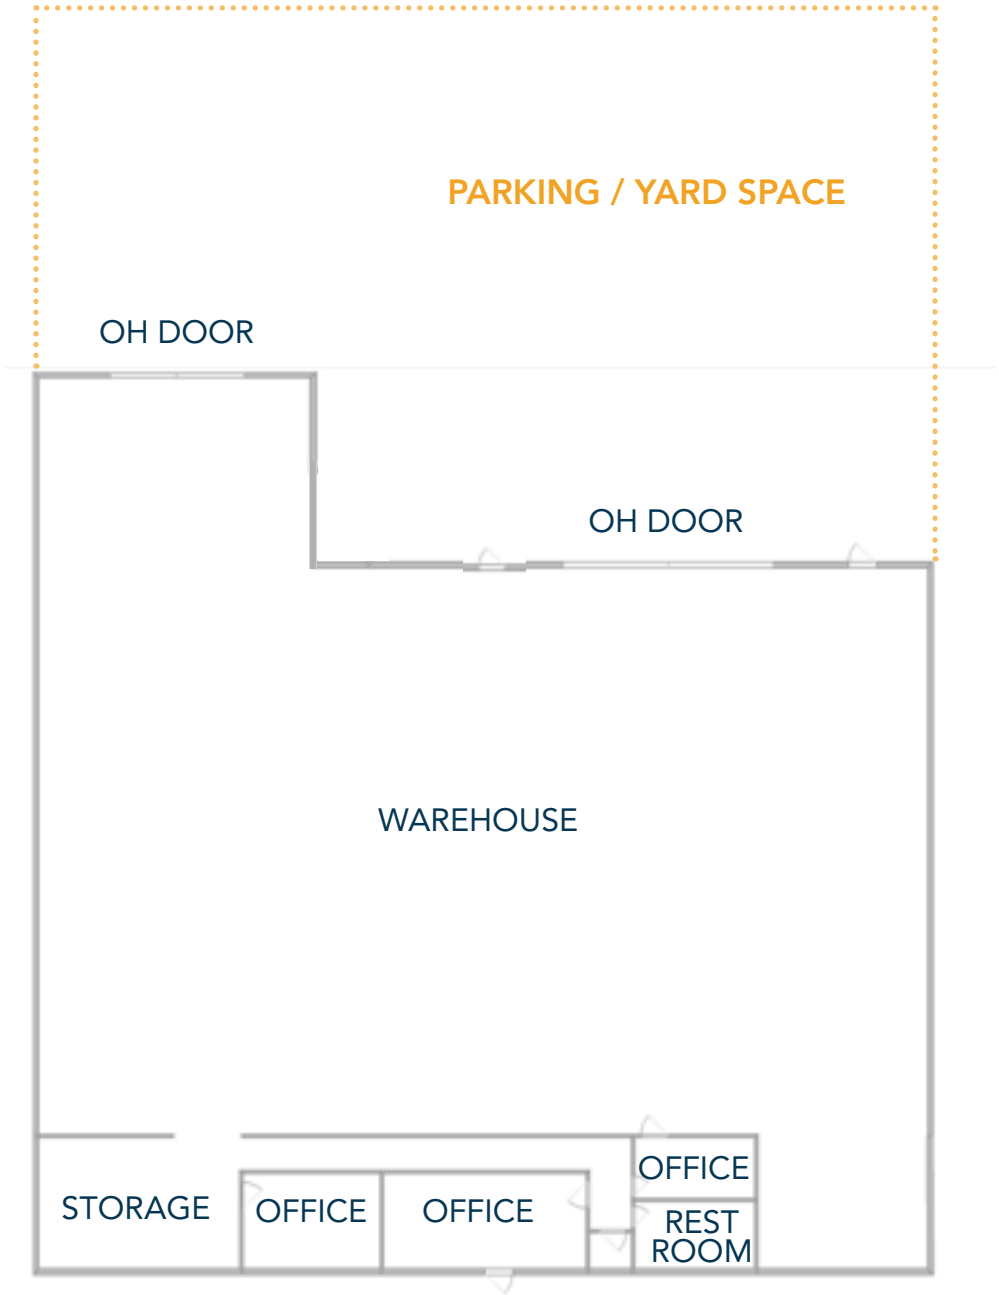 PARKING / YARD SPACE
OH DOOR
OH DOOR
WAREHOUSE
OFFICE
STORAGE
OFFICE
OFFICE
REST
ROOM